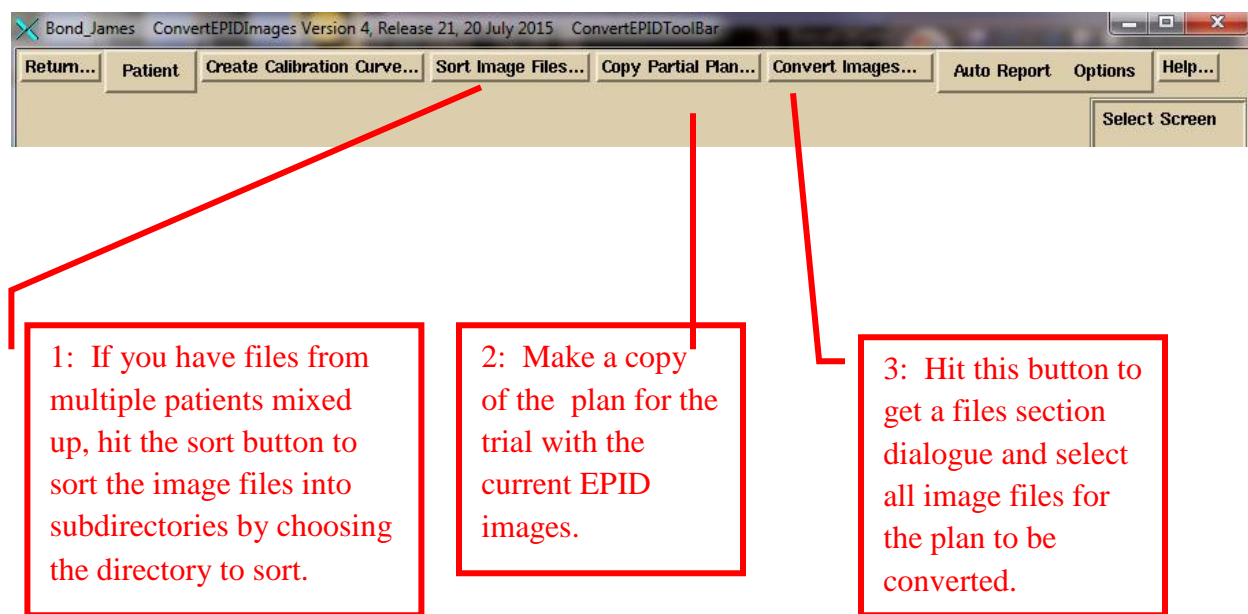 Bond_James ConvertEPIDImages Version 4, Release 21, 20 July 2015 ConvertEPIDToolBar
Return... Patient Create Calibration Curve... Sort Image Files... Copy Partial Plan... Convert Images... Auto Report Options Help...
Select Screen
1: If you have files from
multiple patients mixed
up, hit the sort button to
sort the image files into
subdirectories by choosing
the directory to sort.
2: Make a copy
of the plan for the
trial with the
current EPID
images.
3: Hit this button to
get a files section
dialogue and select
all image files for
the plan to be
converted.